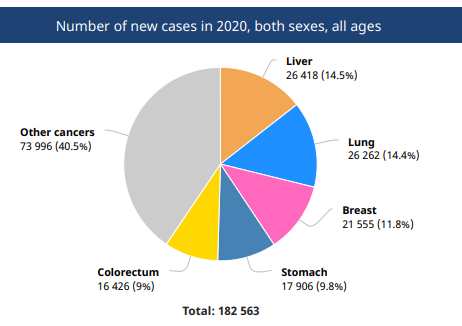 Number of new cases in 2020, both sexes, all ages
Liver
26 418 (14.5%)
Lung
26 262 (14.4%)
Breast
21 555 (11.8%)
Stomach
17 906 (9.8%)
Colorectum
16 426 (9%)
Other cancers
73 996 (40.5%)
Total: 182 563